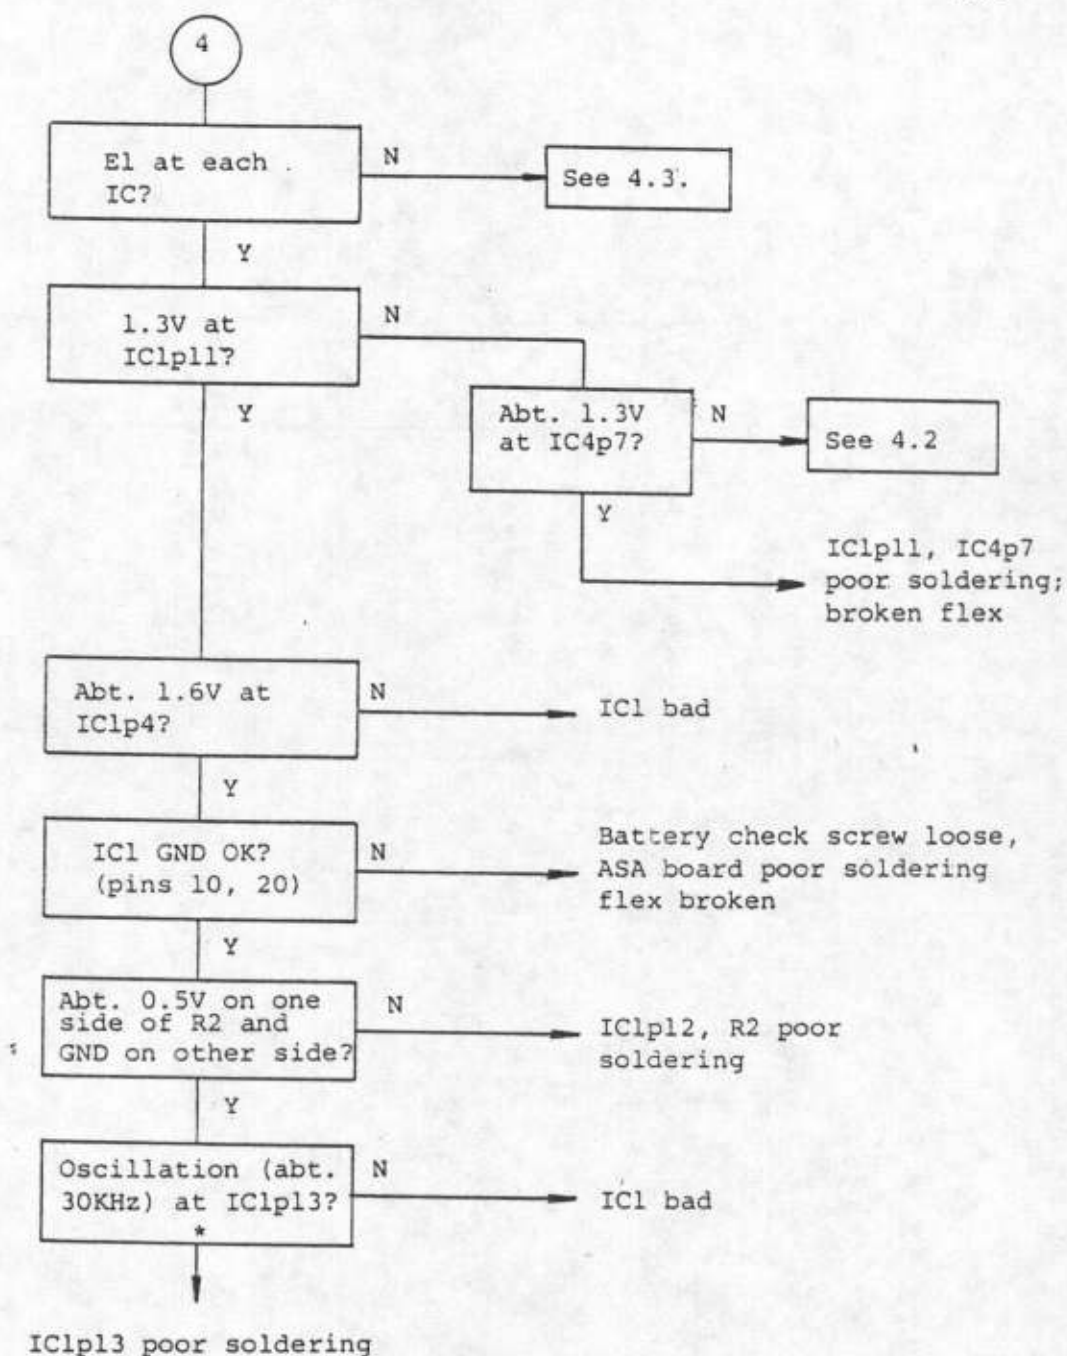 4
El at each
IC?
N
See 4.3.
Y
1.3V at
IC1p11?
N
Y
Abt. 1.3V
at IC4p7?
N
See 4.2
Y
IC1p11, IC4p7
poor soldering;
broken flex
Abt. 1.6V at
IC1p4?
N
IC1 bad
Y
IC1 GND OK?
(pins 10, 20)
N
Battery check screw loose,
ASA board poor soldering
flex broken
Y
Abt. 0.5V on one
side of R2 and
GND on other side?
N
IC1p12, R2 poor
soldering
Y
Oscillation (abt.
30KHz) at IC1p13?
*
N
IC1 bad
IC1p13 poor soldering